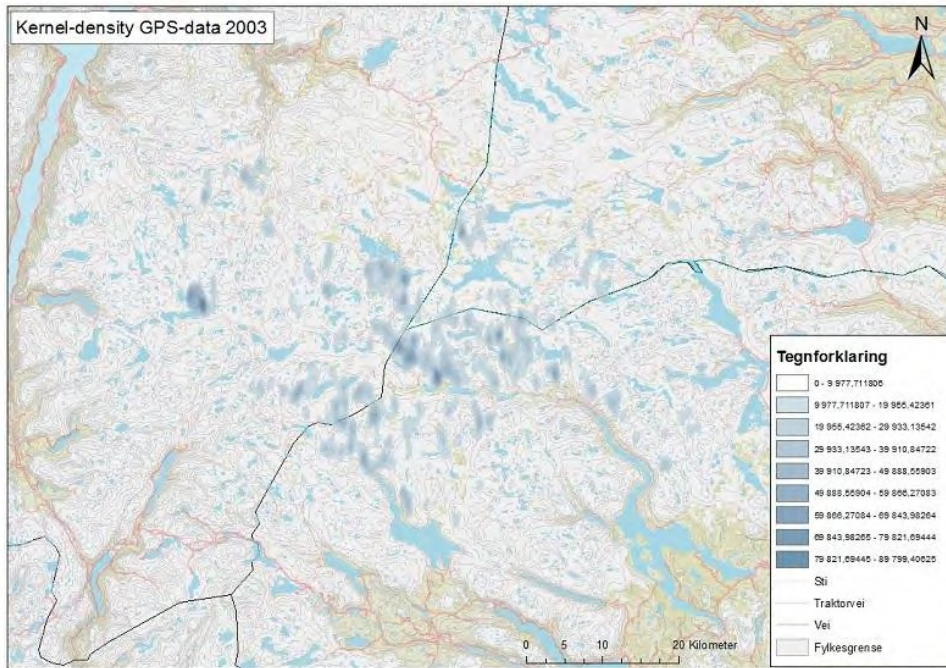 Kernel-density GPS-data 2003
N
Tegnforklaring
0 - 9 977,711806
9 977,711807 - 19 955,42361
19 955,42362 - 29 933,13542
29 933,13543 - 39 910,84722
39 910,84723 - 49 888,55903
49 888,55904 - 59 866,27083
59 866,27084 - 69 843,98264
69 843,98265 - 79 821,69444
79 821,69445 - 89 799,40625
Sti
Traktorvei
Vei
Fylkesgrense
0 5 10 20 Kilometer